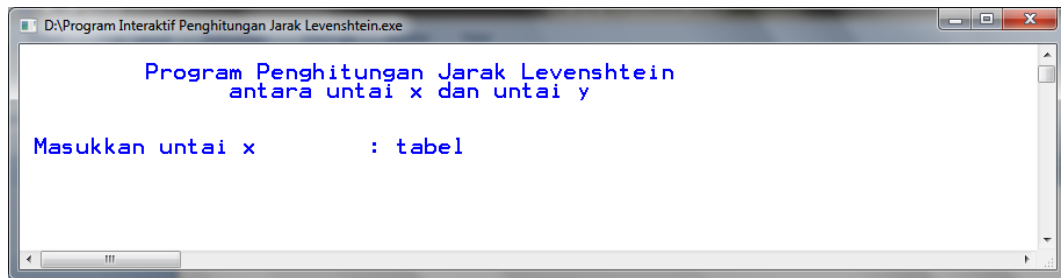 D:\Program Interaktif Penghitungan Jarak Levenshtein.exe
Program Penghitungan Jarak Levenshtein
antara untai x dan untai y
Masukkan untai x : tabel